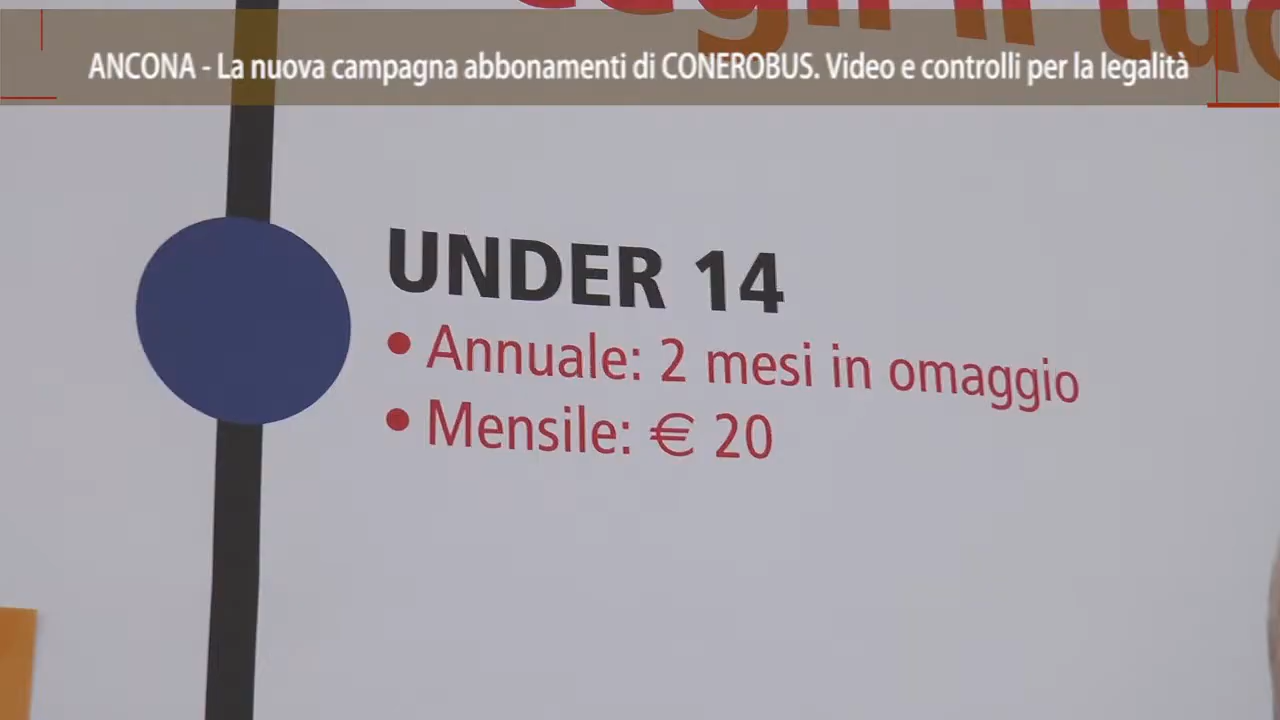 ANCONA - La nuova campagna abbonamenti di CONEROBUS. Video e controlli per la legalità
UNDER 14
• Annuale: 2 mesi in omaggio
• Mensile: € 20